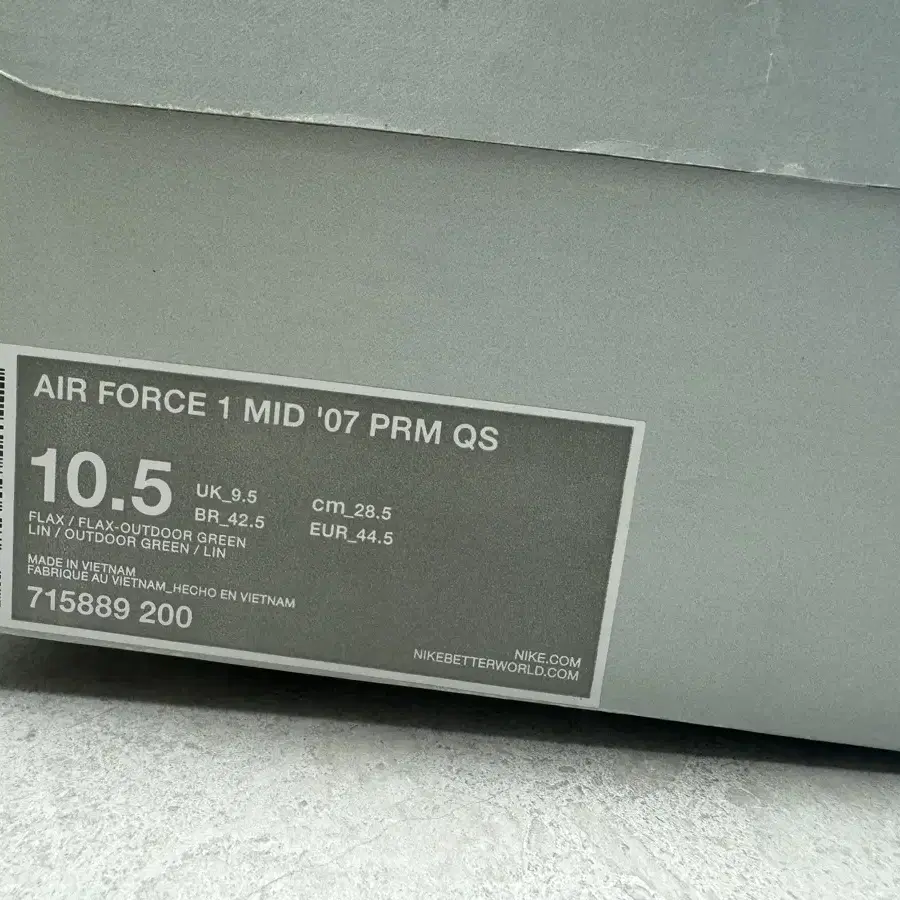 AIR FORCE 1 MID '07 PRM QS
10.5
UK_9.5
cm_28.5
BR_42.5
EUR_44.5
FLAX / FLAX-OUTDOOR GREEN
LIN / OUTDOOR GREEN / LIN
MADE IN VIETNAM
FABRIQUE AU VIETNAM_HECHO EN VIETNAM
715889 200
NIKE.COM
NIKEBETTERWORLD.COM